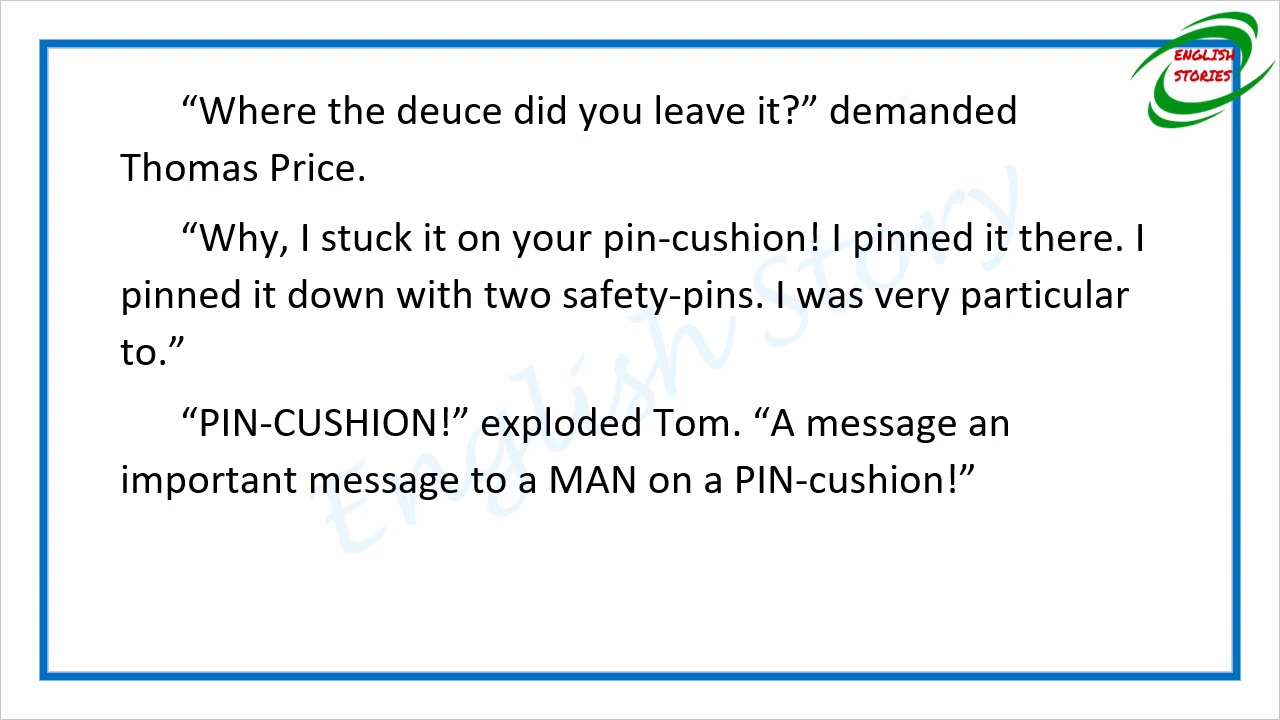 ENGLISH
STORIES
“Where the deuce did you leave it?” demanded
Thomas Price.
“Why, I stuck it on your pin-cushion! I pinned it there. I
pinned it down with two safety-pins. I was very particular
to.”
“PIN-CUSHION!” exploded Tom. “A message an
important message to a MAN on a PIN-cushion!”
English Story